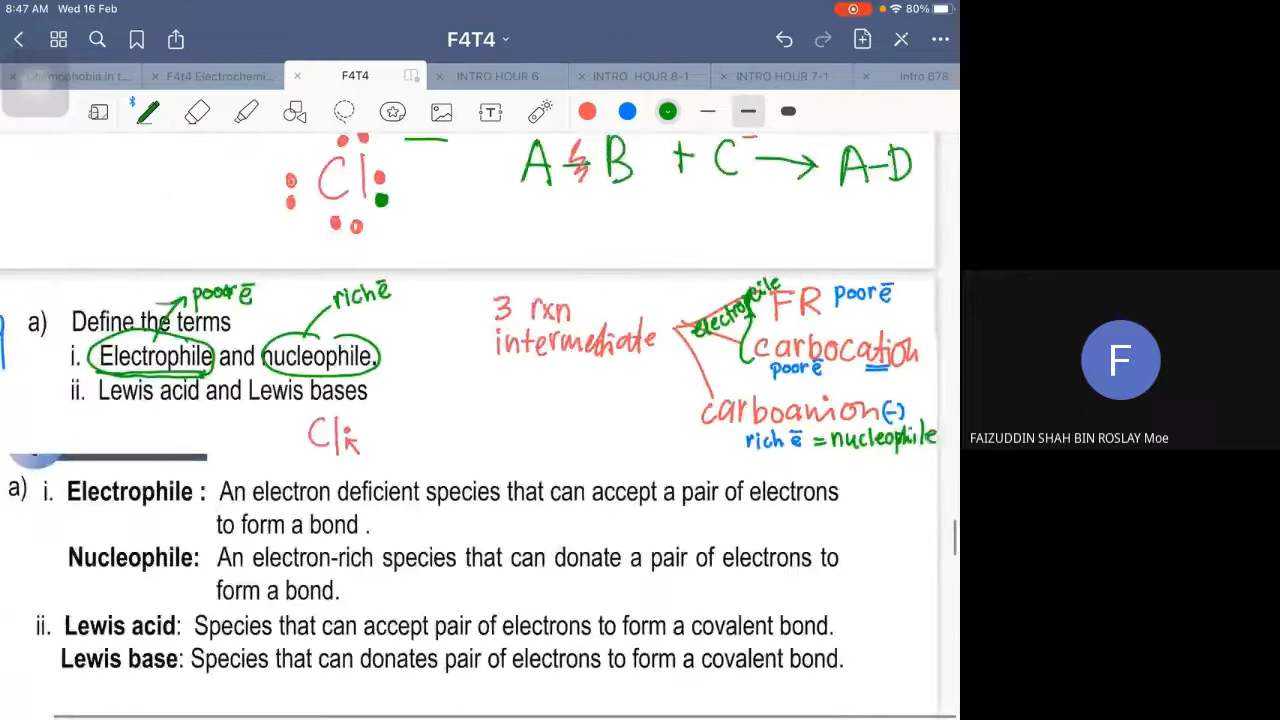 8:47 AM Wed 16 Feb
80%
F4T4
Chemophobia in t...
F4t4 Electrochemi...
F4T4
INTRO HOUR 6
INTRO HOUR 8-1
INTRO HOUR 7-1
Intro 678
Cl
A B + C⁻ → A-D
poor ē
rich ē
a) Define the terms
i. Electrophile and nucleophile.
ii. Lewis acid and Lewis bases
Cl
3 rxn
intermediate
electrophile
FR poor ē
carbocation
poor ē
carboanion (-)
rich ē = nucleophile
a) i. Electrophile : An electron deficient species that can accept a pair of electrons
to form a bond .
Nucleophile: An electron-rich species that can donate a pair of electrons to
form a bond.
ii. Lewis acid: Species that can accept pair of electrons to form a covalent bond.
Lewis base: Species that can donates pair of electrons to form a covalent bond.
F
FAIZUDDIN SHAH BIN ROSLAY Moe